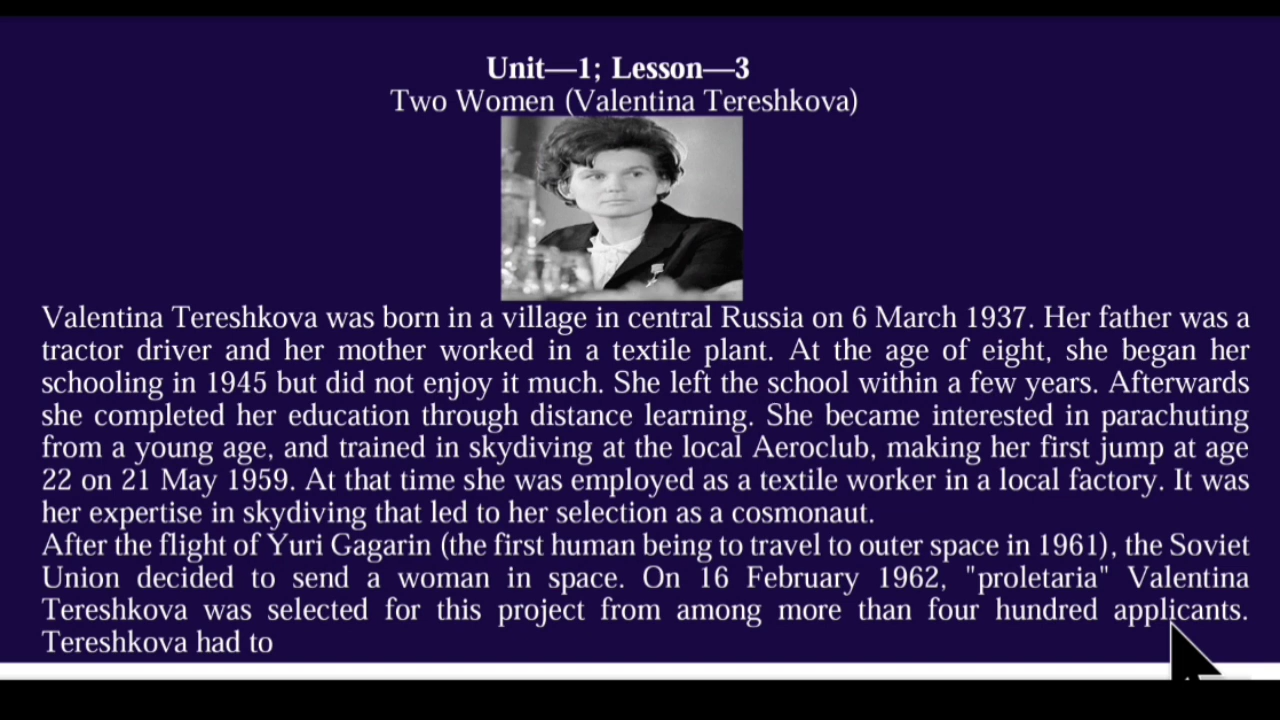 Unit—1; Lesson—3
Two Women (Valentina Tereshkova)
Valentina Tereshkova was born in a village in central Russia on 6 March 1937. Her father was a
tractor driver and her mother worked in a textile plant. At the age of eight, she began her
schooling in 1945 but did not enjoy it much. She left the school within a few years. Afterwards
she completed her education through distance learning. She became interested in parachuting
from a young age, and trained in skydiving at the local Aeroclub, making her first jump at age
22 on 21 May 1959. At that time she was employed as a textile worker in a local factory. It was
her expertise in skydiving that led to her selection as a cosmonaut.
After the flight of Yuri Gagarin (the first human being to travel to outer space in 1961), the Soviet
Union decided to send a woman in space. On 16 February 1962, "proletaria" Valentina
Tereshkova was selected for this project from among more than four hundred applicants.
Tereshkova had to